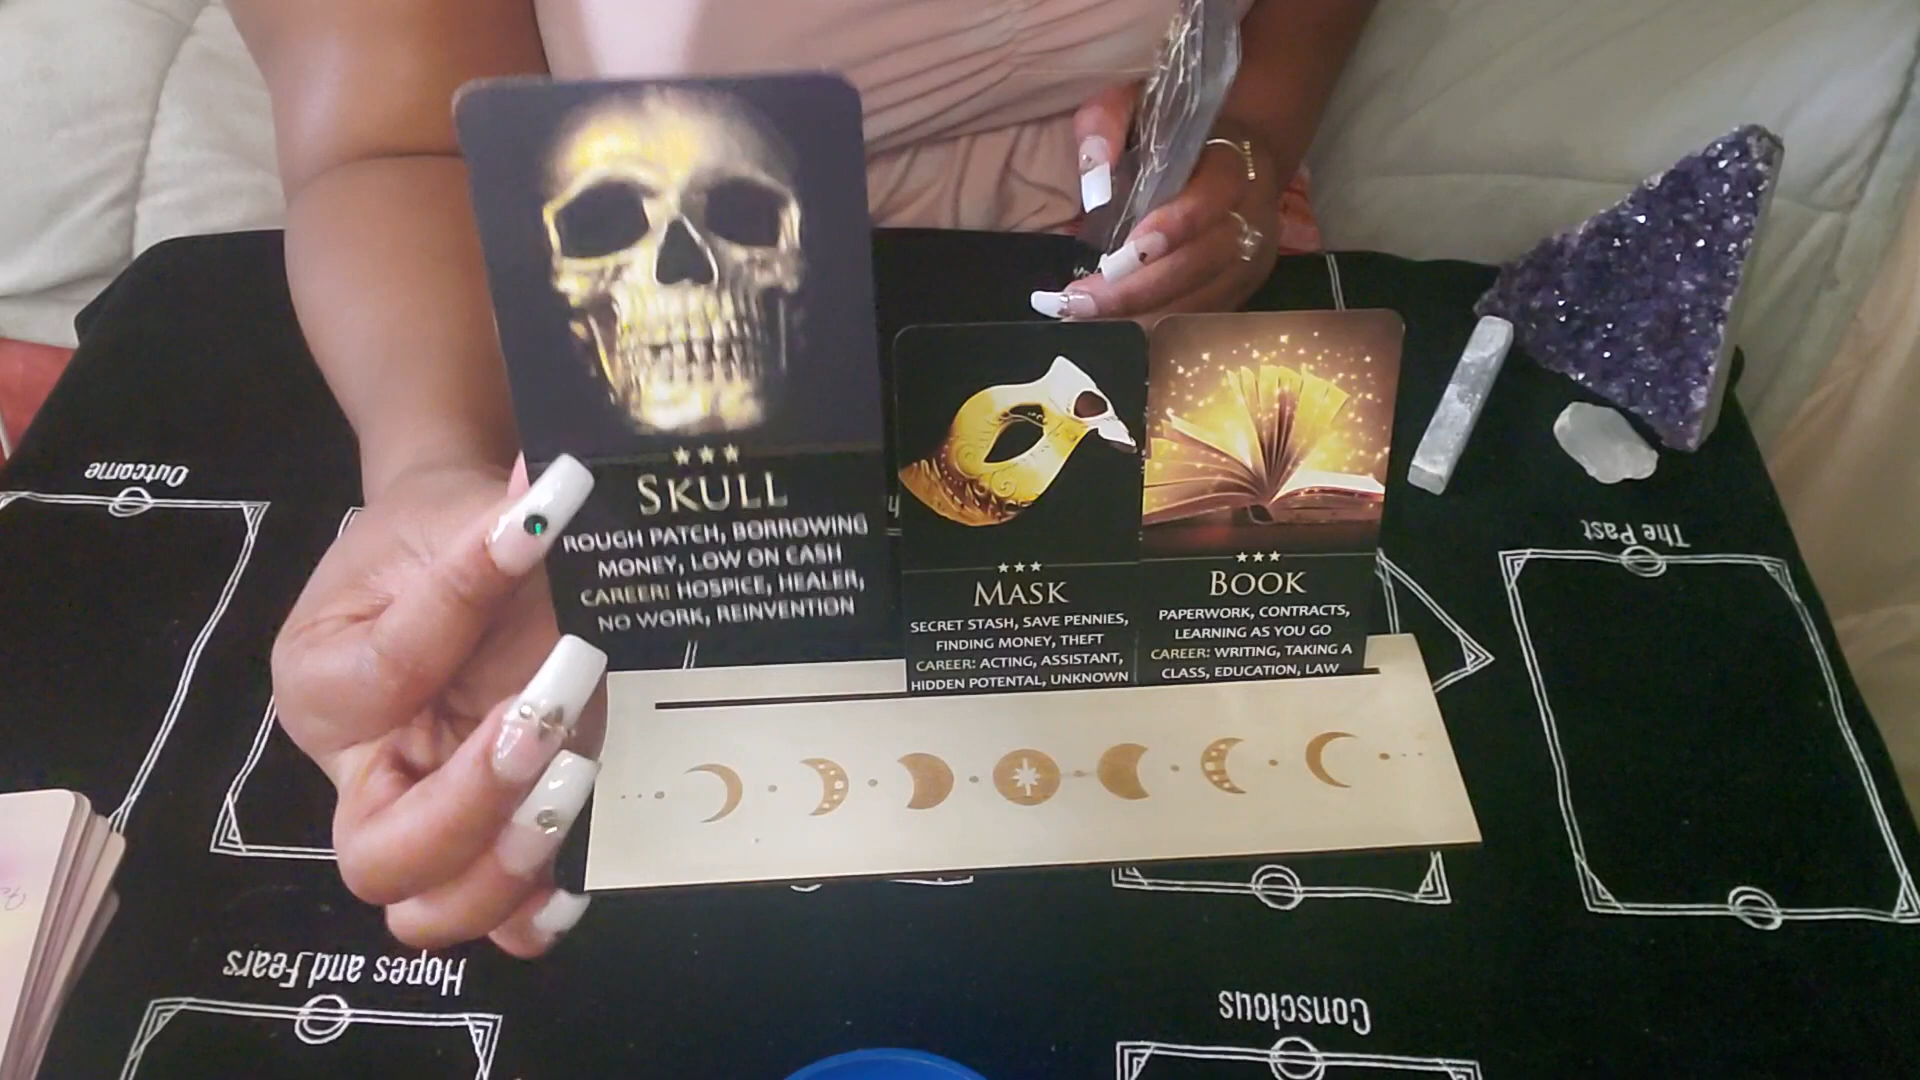 SKULL
ROUGH PATCH, BORROWING
MONEY, LOW ON CASH
CAREER: HOSPICE, HEALER,
NO WORK, REINVENTION
MASK
SECRET STASH, SAVE PENNIES,
FINDING MONEY, THEFT
CAREER: ACTING, ASSISTANT,
HIDDEN POTENTAL, UNKNOWN
BOOK
PAPERWORK, CONTRACTS,
LEARNING AS YOU GO
CAREER: WRITING, TAKING A
CLASS, EDUCATION, LAW
Outcome
The Past
Hopes and Fears
Conscious